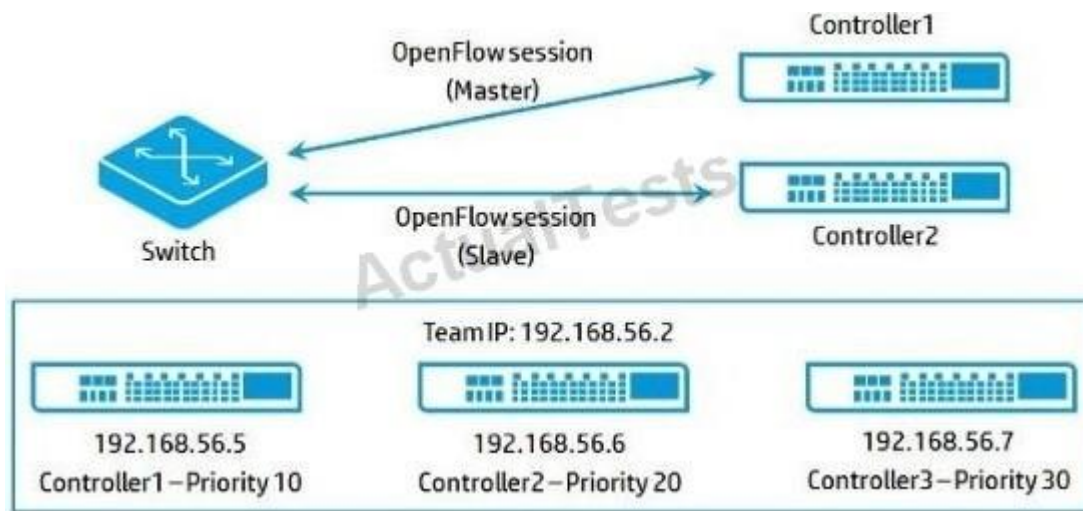 Controller1
OpenFlow session
(Master)
ActualTests
OpenFlow session
(Slave)
Switch
Controller2
Team IP: 192.168.56.2
192.168.56.5
Controller1 – Priority 10
192.168.56.6
Controller2 – Priority 20
192.168.56.7
Controller3 – Priority 30